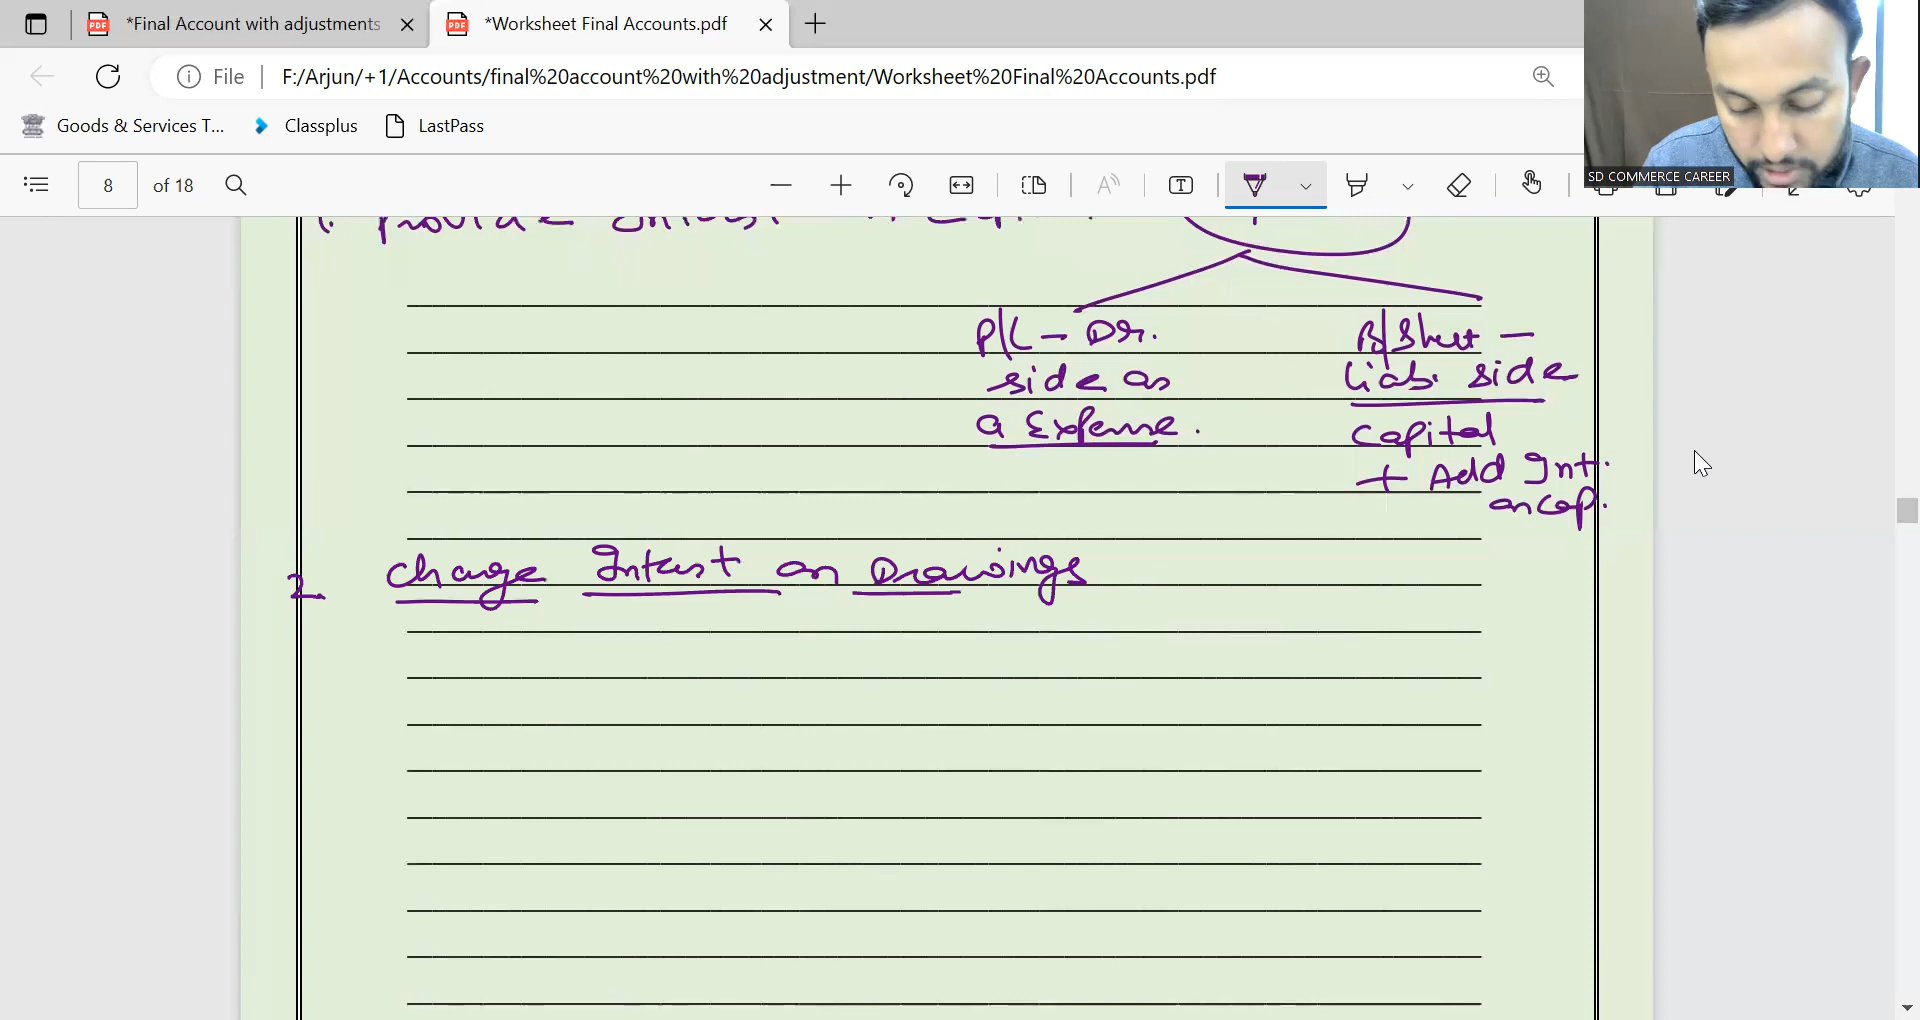 *Final Account with adjustments
*Worksheet Final Accounts.pdf
File F:/Arjun/+1/Accounts/final%20account%20with%20adjustment/Worksheet%20Final%20Accounts.pdf
Goods & Services T...
Classplus
LastPass
SD COMMERCE CAREER
8 of 18
1. Provide
P/L - Dr.
side as
a Expense.
B/Sheet -
Liab. side
Capital
+ Add Int.
on Cap.
2. Charge Interest on Drawings